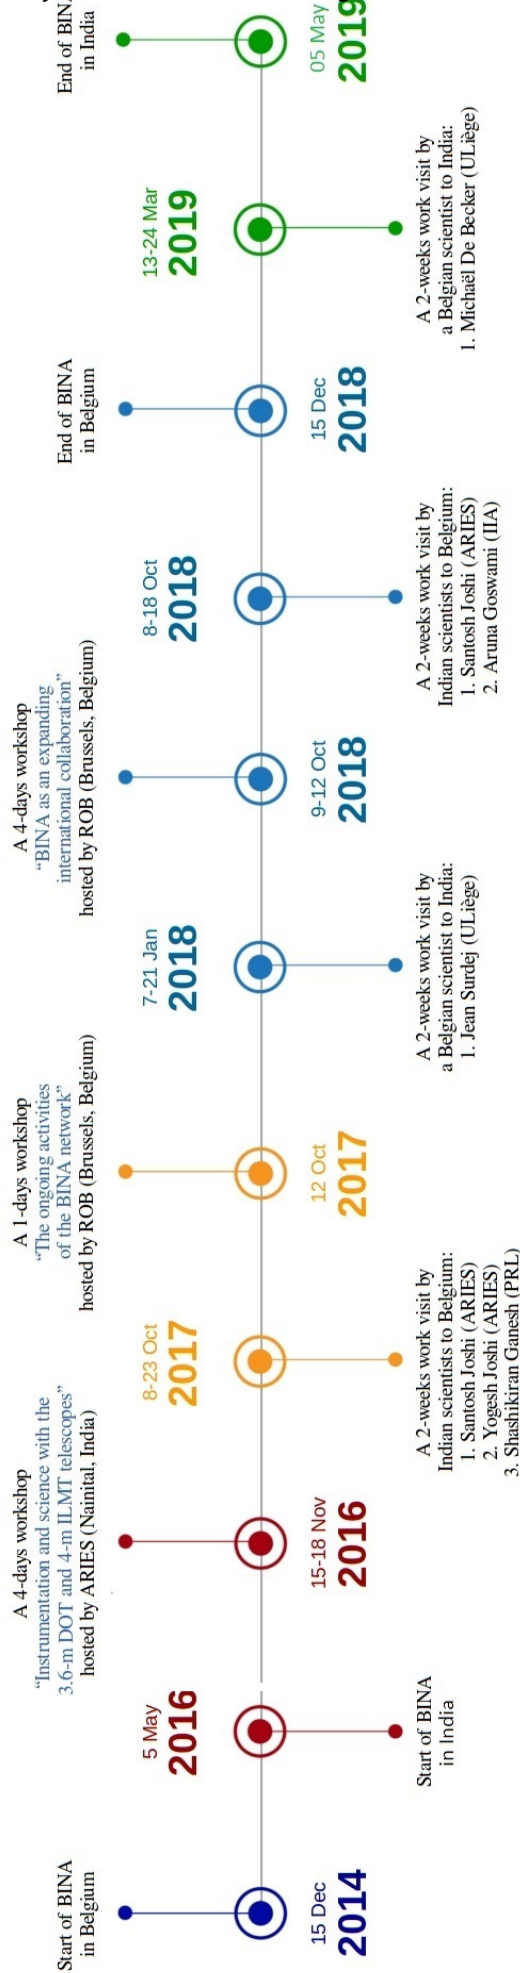 Start of BINA
in Belgium
15 Dec
2014
5 May
2016
Start of BINA
in India
A 4-days workshop
“Instrumentation and science with the
3.6-m DOT and 4-m ILMT telescopes”
hosted by ARIES (Nainital, India)
15-18 Nov
2016
8-23 Oct
2017
A 2-weeks work visit by
Indian scientists to Belgium:
1. Santosh Joshi (ARIES)
2. Yogesh Joshi (ARIES)
3. Shashikiran Ganesh (PRL)
A 1-days workshop
“The ongoing activities
of the BINA network”
hosted by ROB (Brussels, Belgium)
12 Oct
2017
7-21 Jan
2018
A 2-weeks work visit by
a Belgian scientist to India:
1. Jean Surdej (ULiège)
A 4-days workshop
“BINA as an expanding
international collaboration”
hosted by ROB (Brussels, Belgium)
9-12 Oct
2018
8-18 Oct
2018
A 2-weeks work visit by
Indian scientists to Belgium:
1. Santosh Joshi (ARIES)
2. Aruna Goswami (IIA)
End of BINA
in Belgium
15 Dec
2018
13-24 Mar
2019
A 2-weeks work visit by
a Belgian scientist to India:
1. Michaël De Becker (ULiège)
End of BINA
in India
05 May
2019